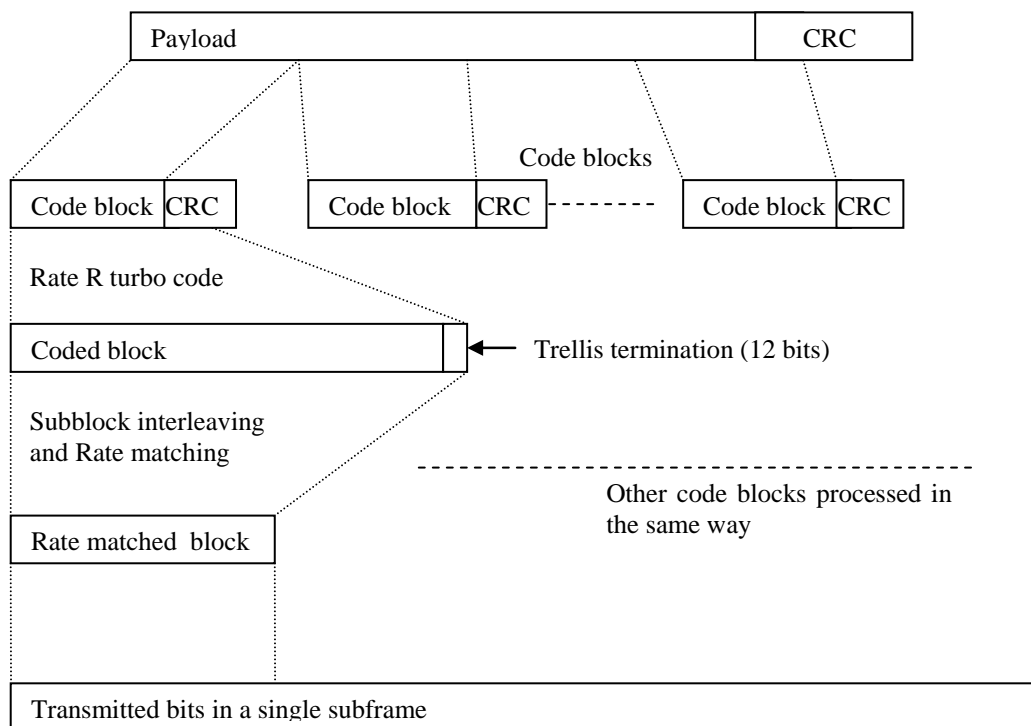 Payload
CRC
Code blocks
Code block
CRC
Code block
CRC
Code block
CRC
Rate R turbo code
Coded block
Trellis termination (12 bits)
Subblock interleaving
and Rate matching
Other code blocks processed in
the same way
Rate matched block
Transmitted bits in a single subframe